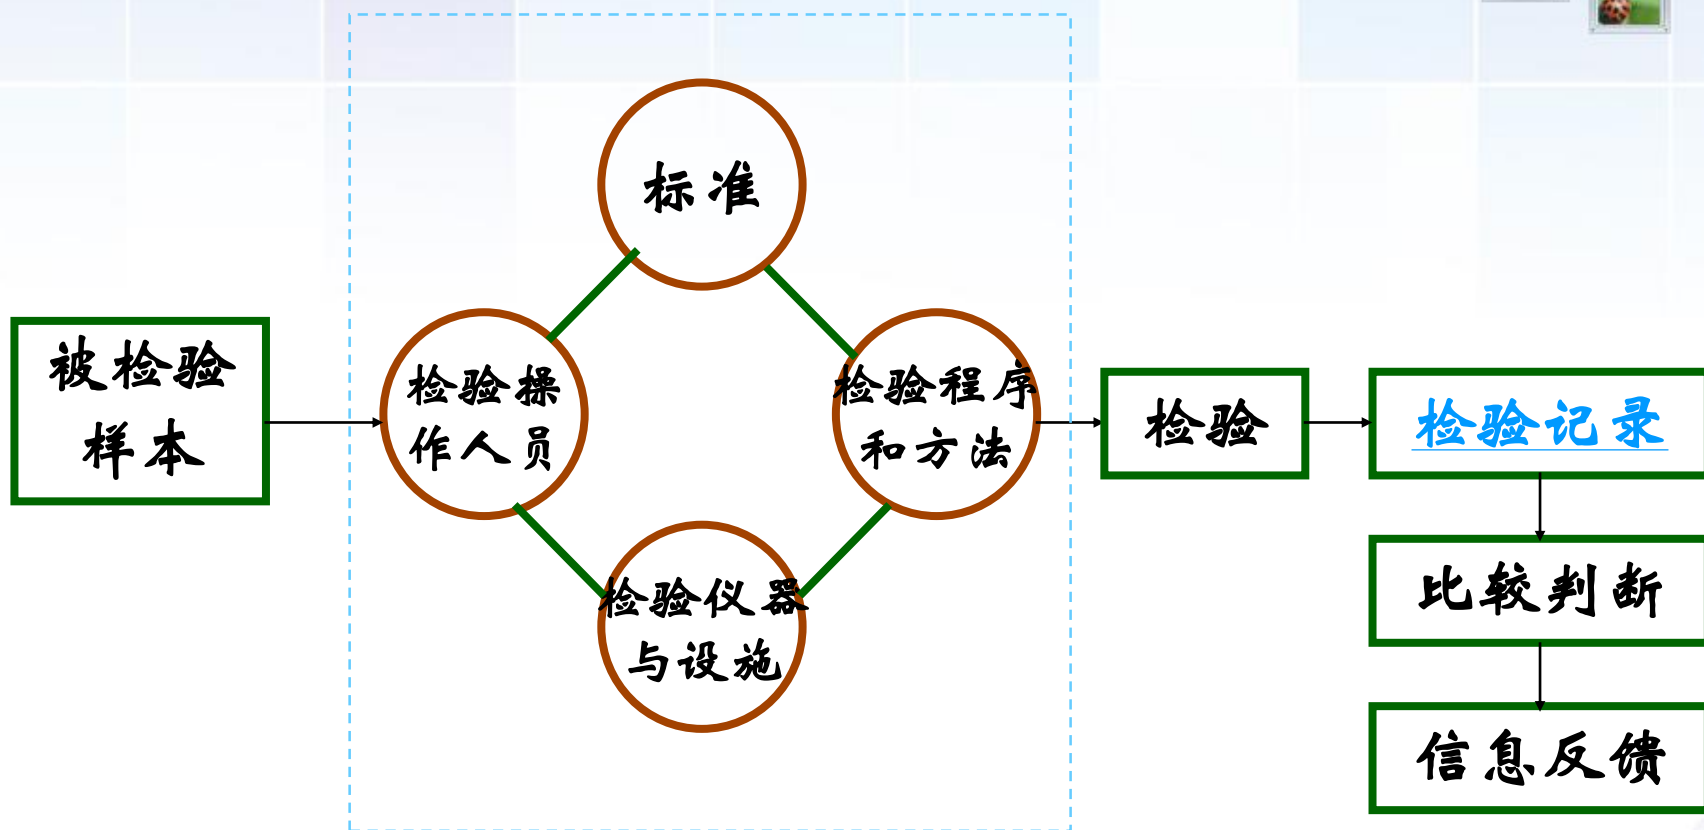 标准
被检验
样本
检验操
作人员
检验程序
和方法
检验仪器
与设施
检验
检验记录
比较判断
信息反馈